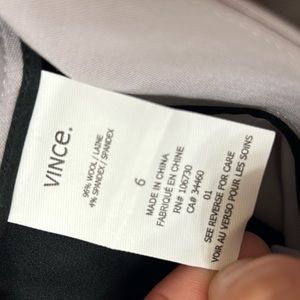 VINCE.
96% WOOL / LAINE
4% SPANDEX / SPANDEX
6
MADE IN CHINA
FABRIQUÉ EN CHINE
RN# 106730
CA# 34460
01
SEE REVERSE FOR CARE
VOIR AU VERSO POUR LES SOINS